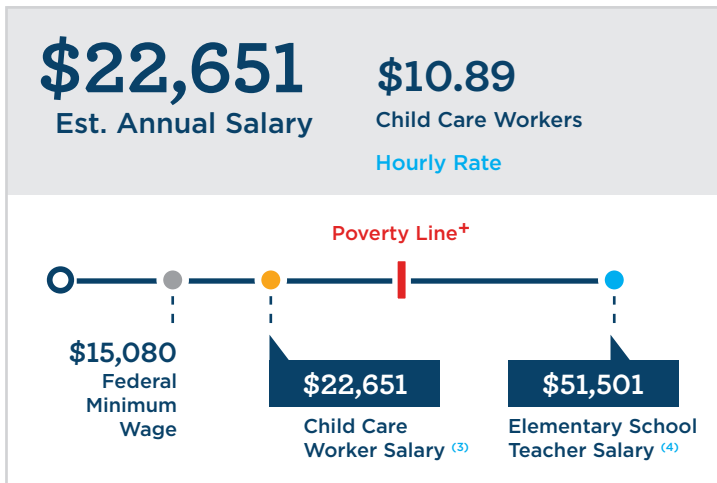 $22,651
Est. Annual Salary
$10.89
Child Care Workers
Hourly Rate
Poverty Line+
$15,080
Federal
Minimum
Wage
$22,651
Child Care
Worker Salary (3)
$51,501
Elementary School
Teacher Salary (4)